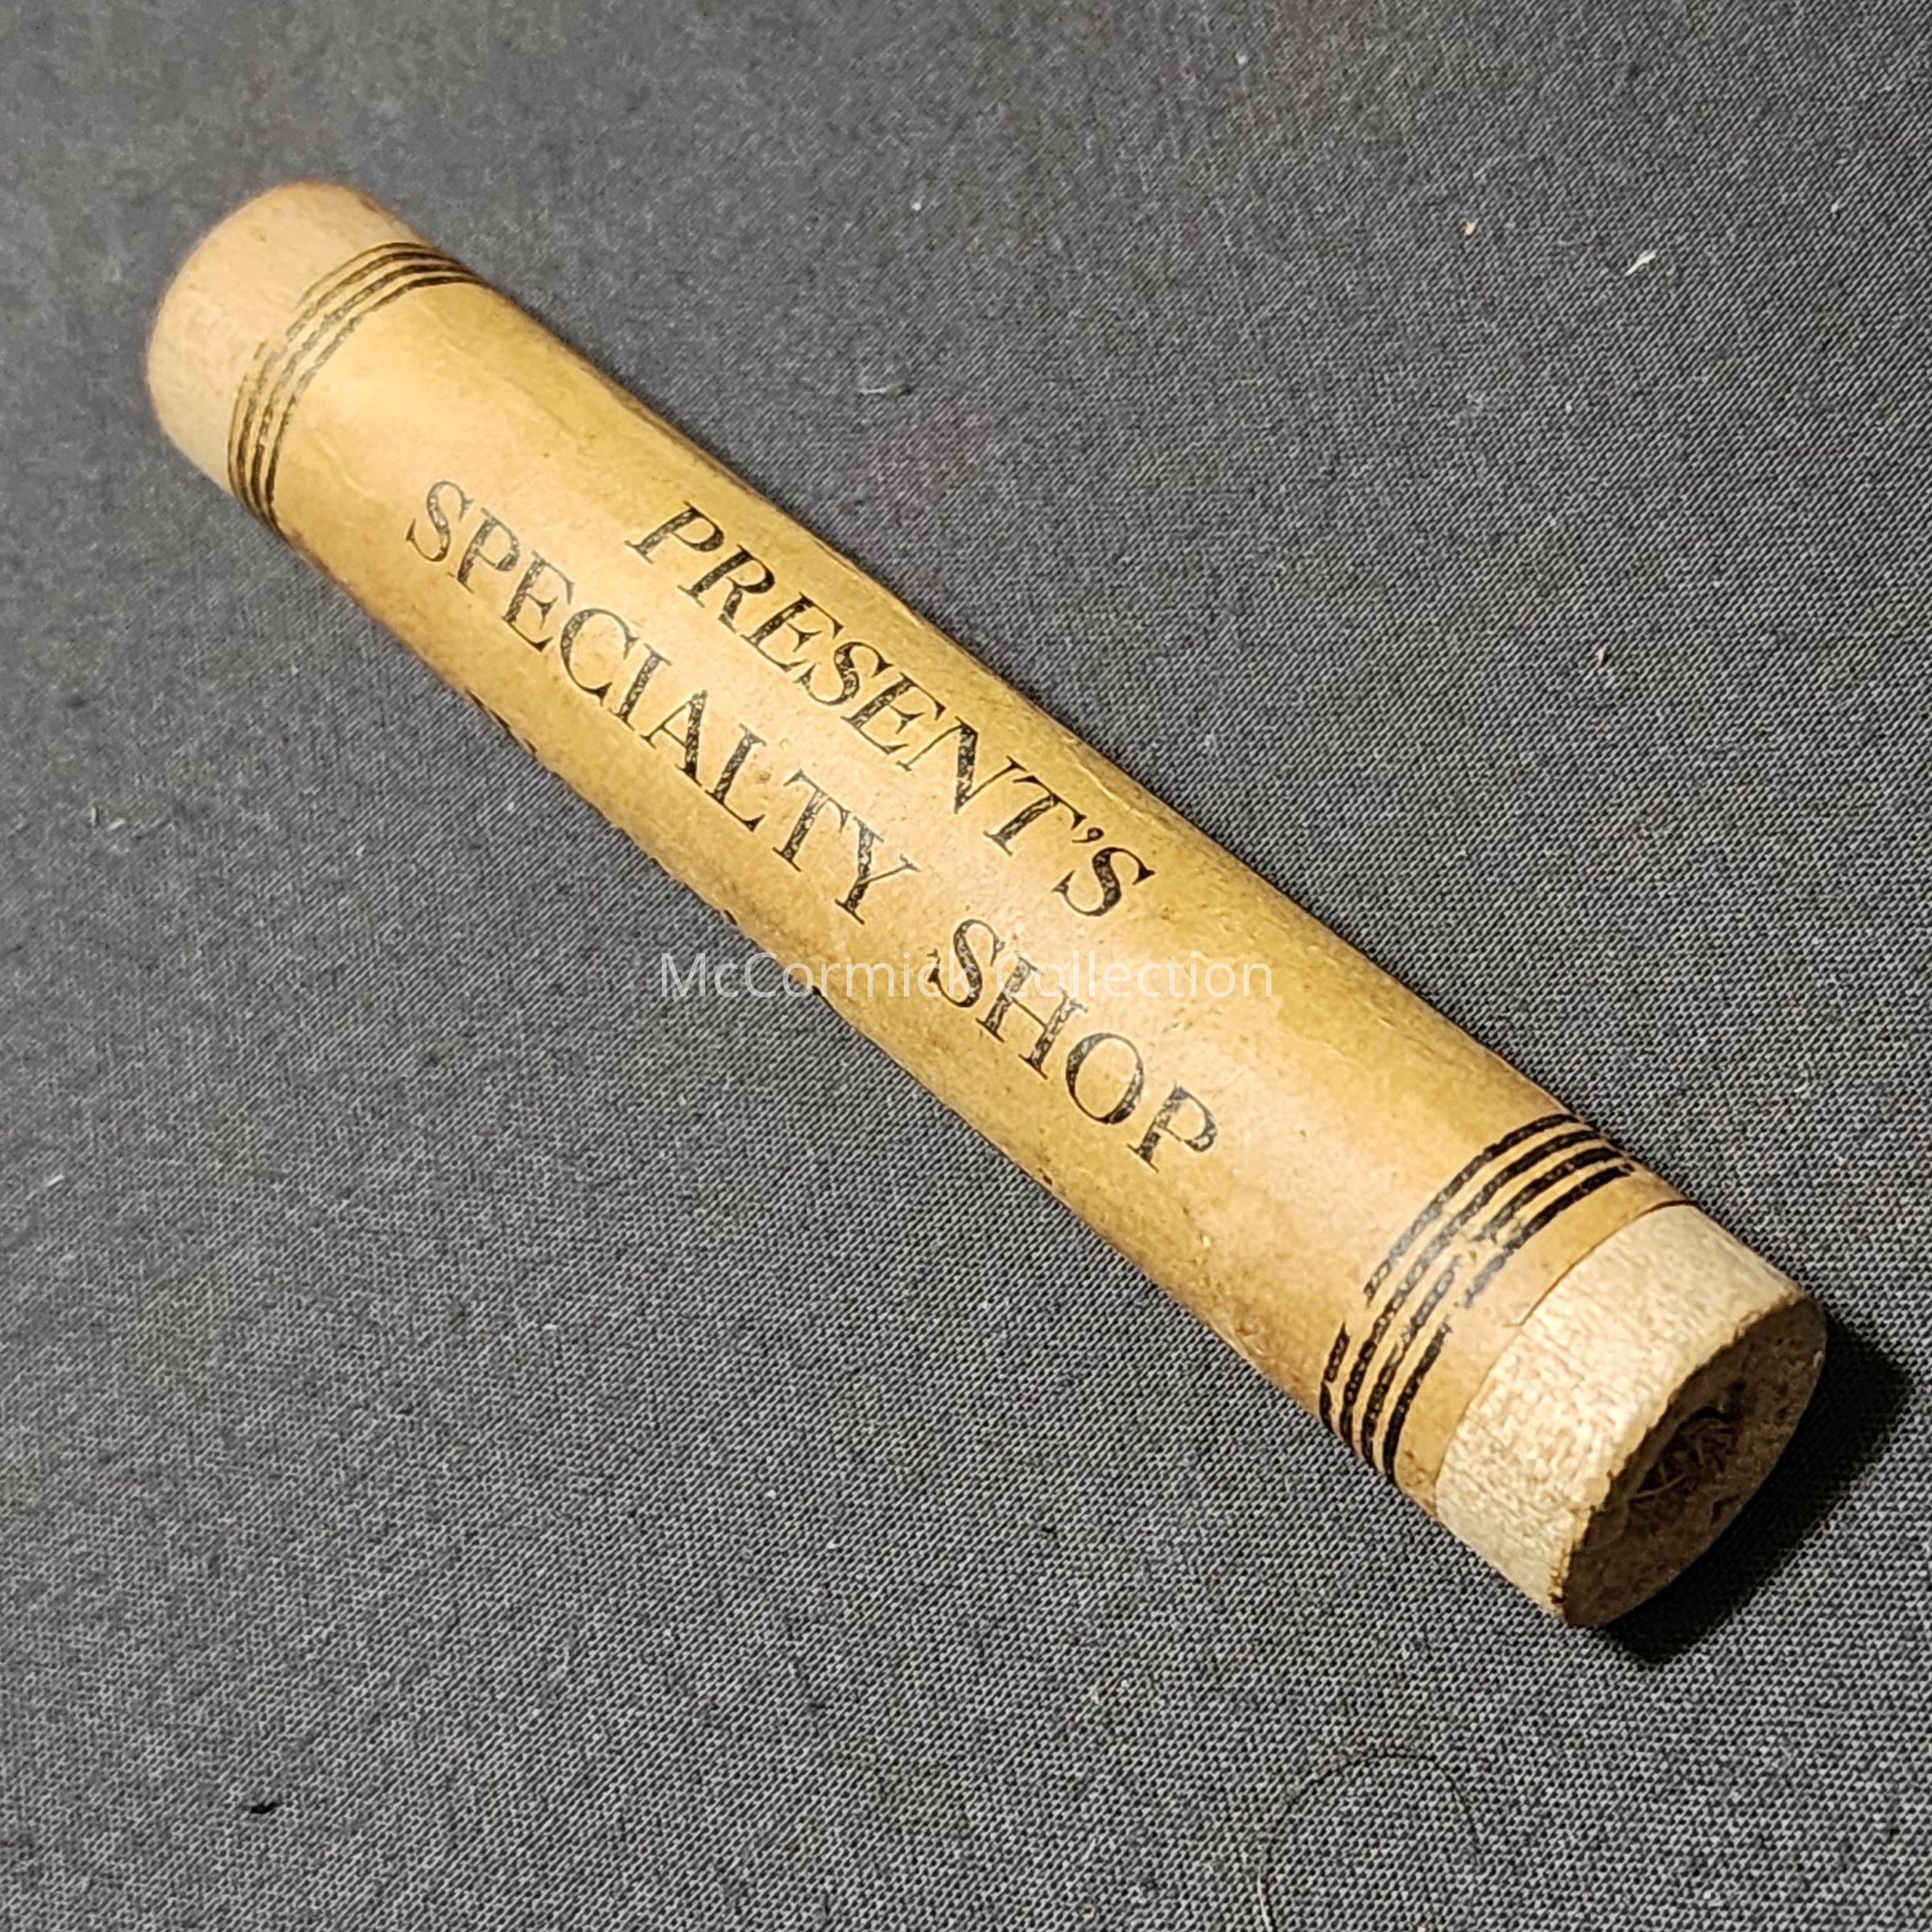 PRESENT'S
SPECIALTY SHOP
McCormick Collection